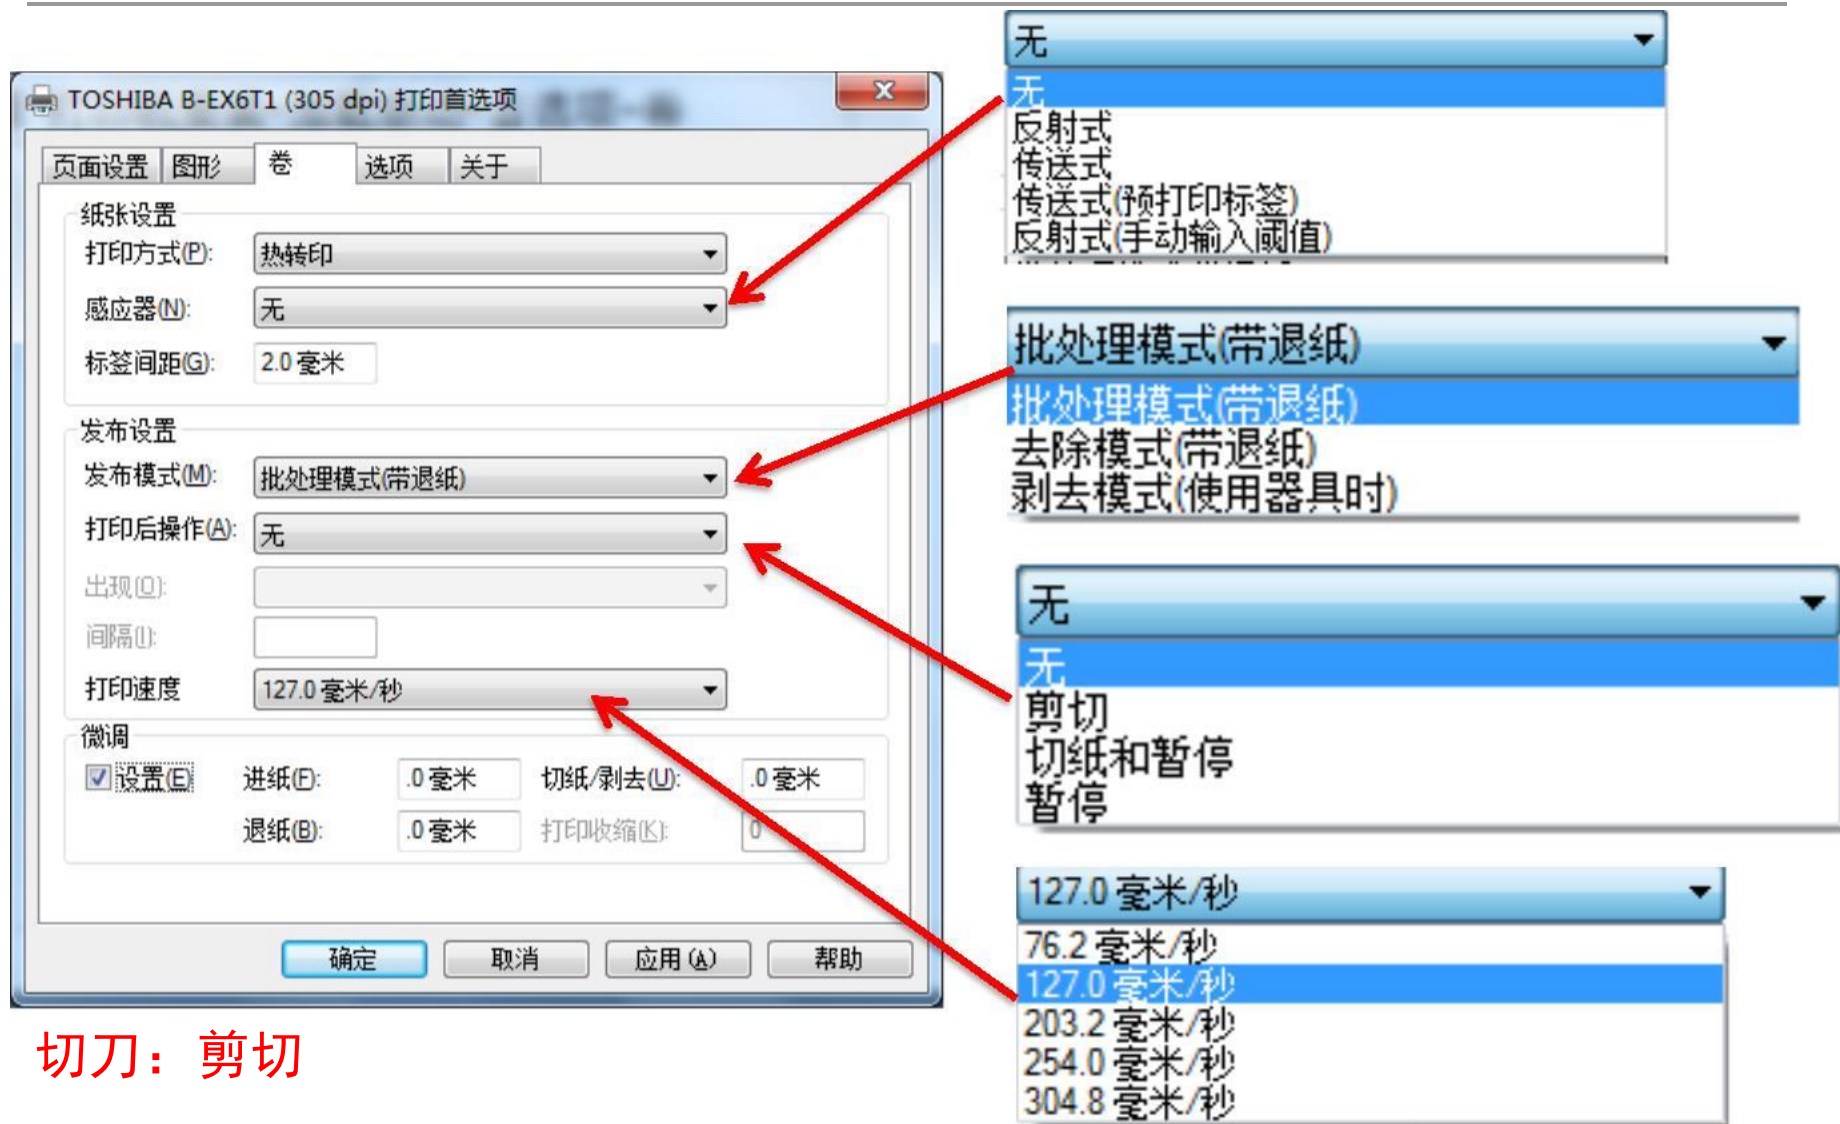 TOSHIBA B-EX6T1 (305 dpi) 打印首选项
页面设置 图形 卷 选项 关于
纸张设置
打印方式(P): 热转印
感应器(N): 无
标签间距(G): 2.0 毫米
发布设置
发布模式(M): 批处理模式(带退纸)
打印后操作(A): 无
出现(O):
间隔(I):
打印速度 127.0 毫米/秒
微调
设置(E) 进纸(F): .0 毫米 切纸/剥去(U): .0 毫米
退纸(B): .0 毫米 打印收缩(K): 0
确定 取消 应用(A) 帮助
切刀：剪切
无
无
反射式
传送式
传送式(预打印标签)
反射式(手动输入阈值)
批处理模式(带退纸)
批处理模式(带退纸)
去除模式(带退纸)
剥去模式(使用器具时)
无
无
剪切
切纸和暂停
暂停
127.0 毫米/秒
76.2 毫米/秒
127.0 毫米/秒
203.2 毫米/秒
254.0 毫米/秒
304.8 毫米/秒